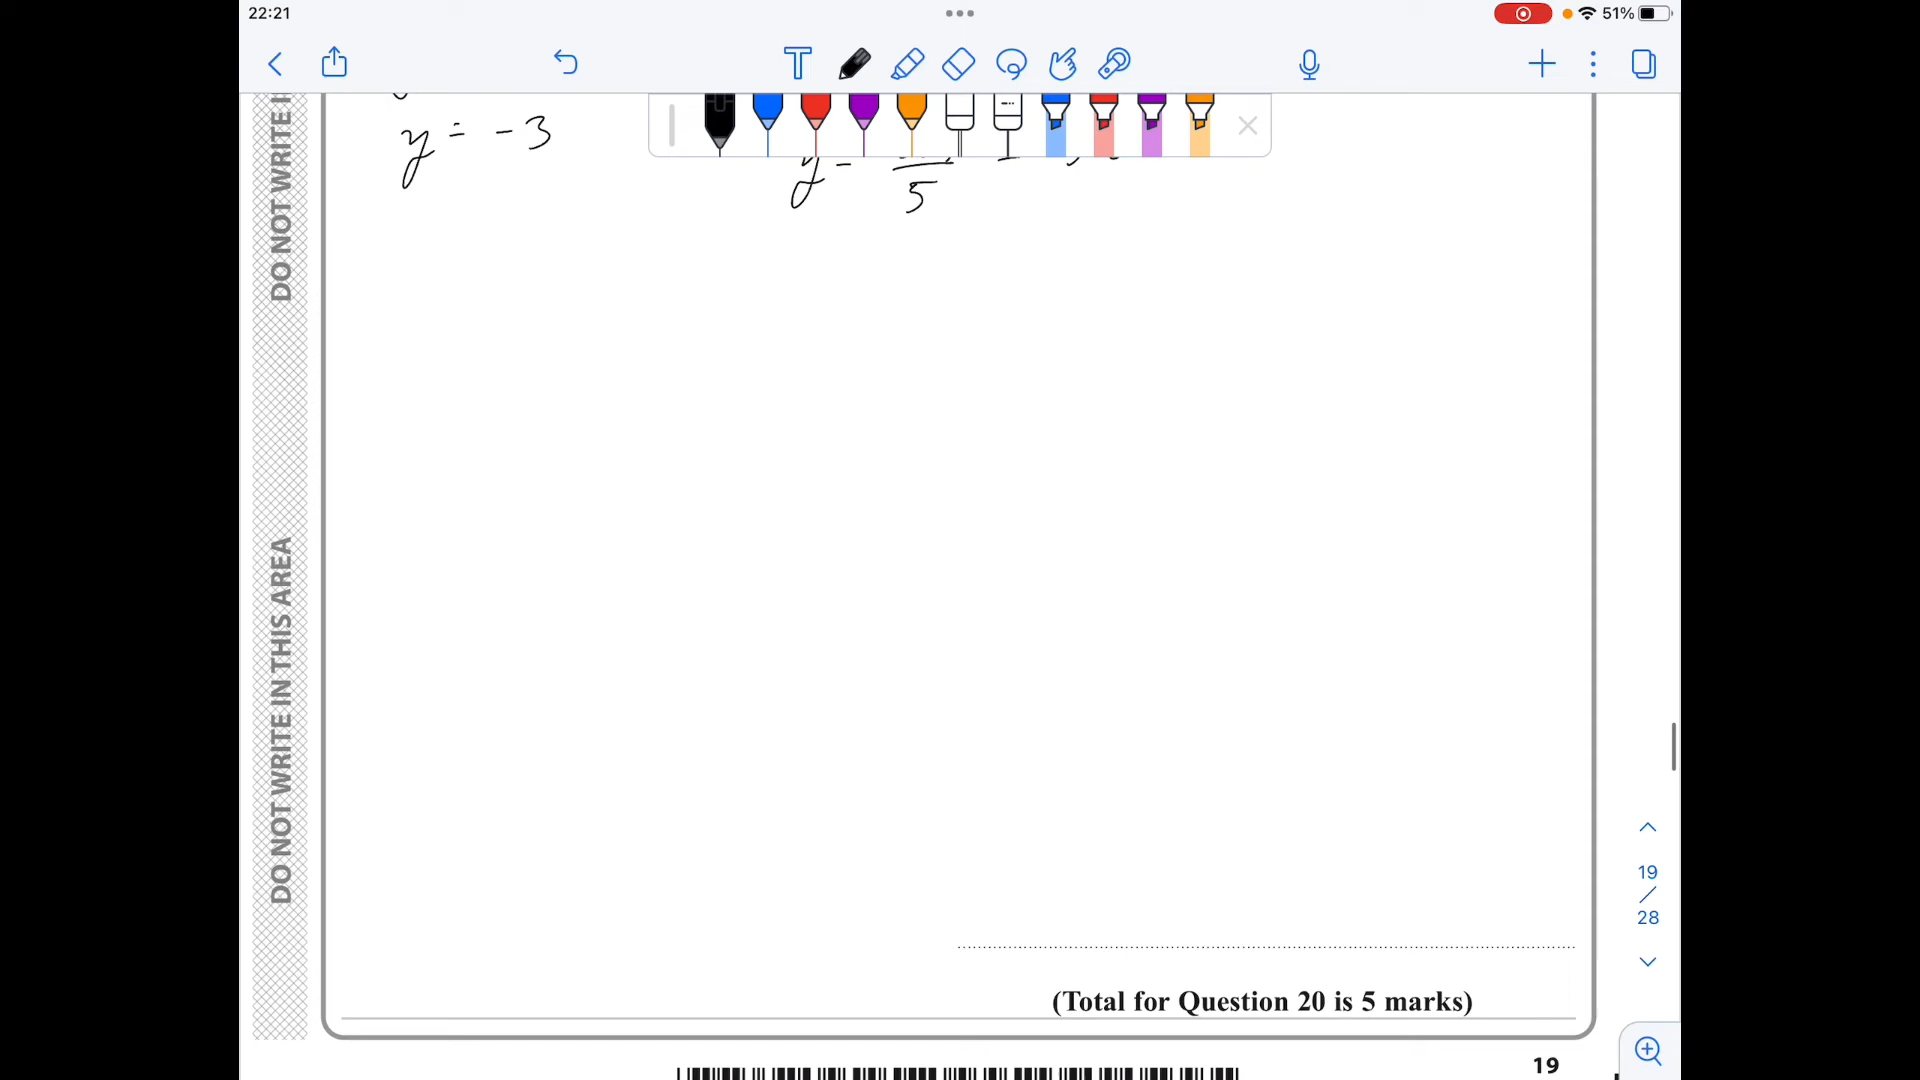 22:21
51%
DO NOT WRITE I
y = - 3
y =
5
DO NOT WRITE IN THIS AREA
19
/
28
(Total for Question 20 is 5 marks)
19